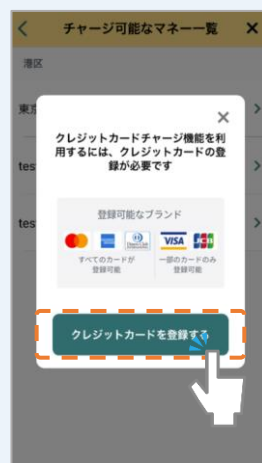 チャージ可能なマネー一覧
港区
東京
クレジットカードチャージ機能を利
用するには、クレジットカードの登
録が必要です
tes
登録可能なブランド
VISA JCB
すべてのカードが
登録可能
一部のカードのみ
登録可能
tes
クレジットカードを登録する